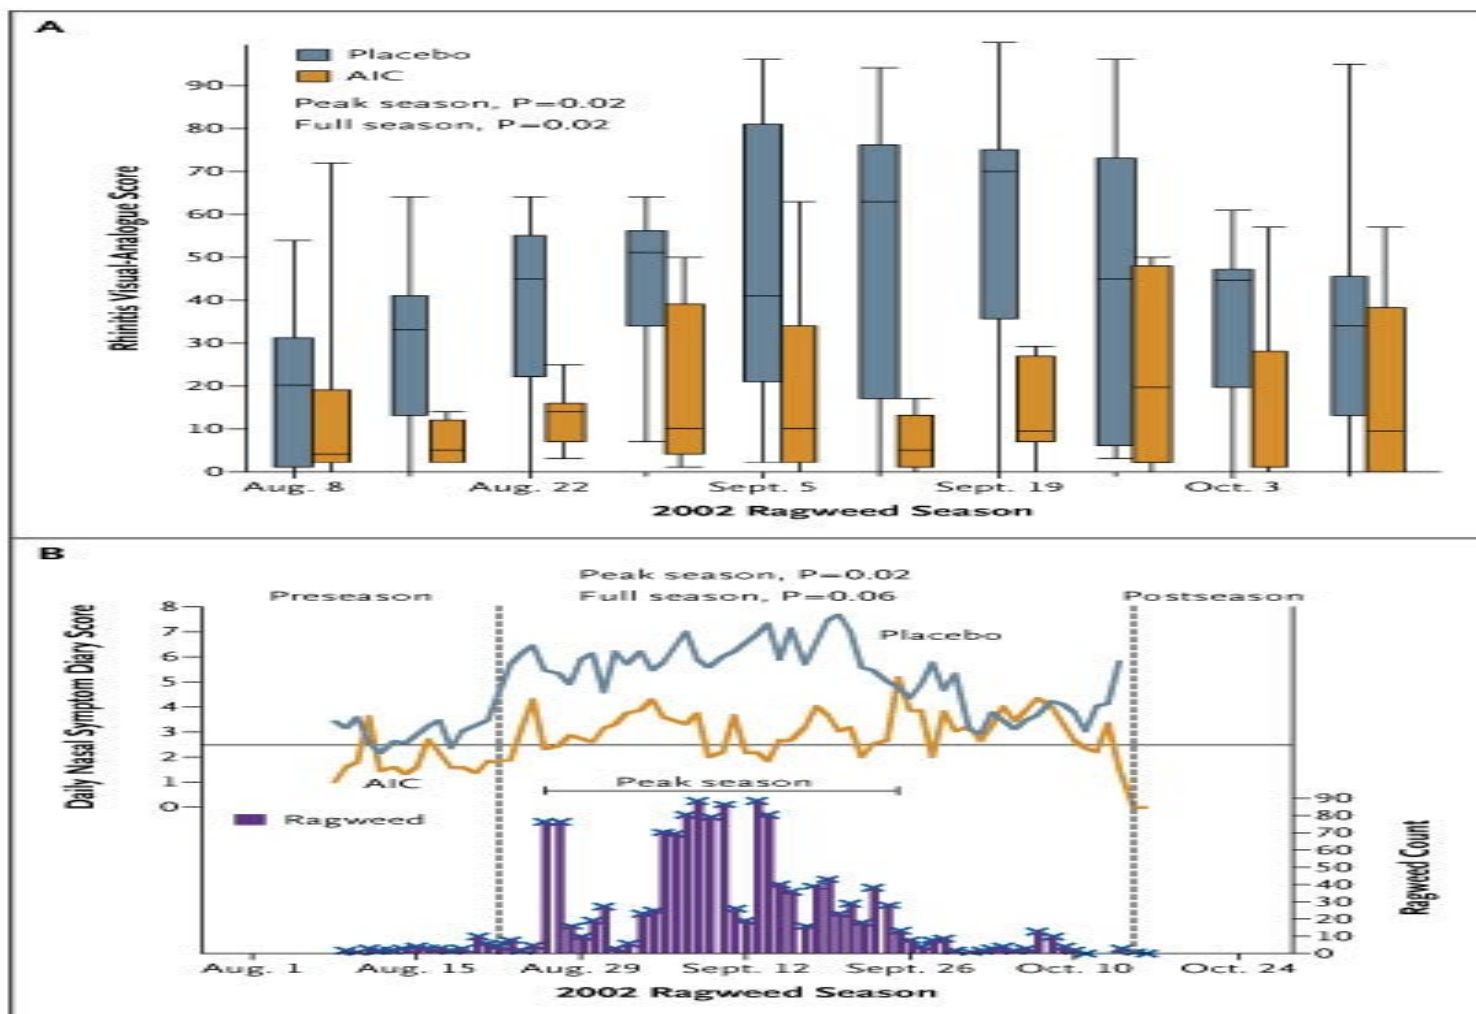 A
Placebo
AIC
Peak season, P=0.02
Full season, P=0.02
Rhinitis Visual-Analogue Score
90
80
70
60
50
40
30
20
10
0
Aug. 8 Aug. 22 Sept. 5 Sept. 19 Oct. 3
2002 Ragweed Season
B
Peak season, P=0.02
Preseason Full season, P=0.06 Postseason
Daily Nasal Symptom Diary Score
8
7
6
5
4
3
2
1
0
Placebo
AIC
Peak season
Ragweed
Ragweed Count
90
80
70
60
50
40
30
20
10
0
Aug. 1 Aug. 15 Aug. 29 Sept. 12 Sept. 26 Oct. 10 Oct. 24
2002 Ragweed Season